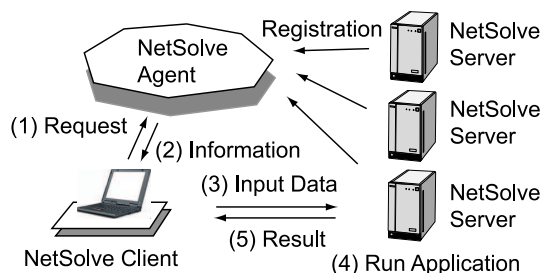 NetSolve
Agent
Registration
NetSolve
Server
(1) Request
(2) Information
NetSolve
Server
(3) Input Data
(5) Result
NetSolve
Server
NetSolve Client
(4) Run Application